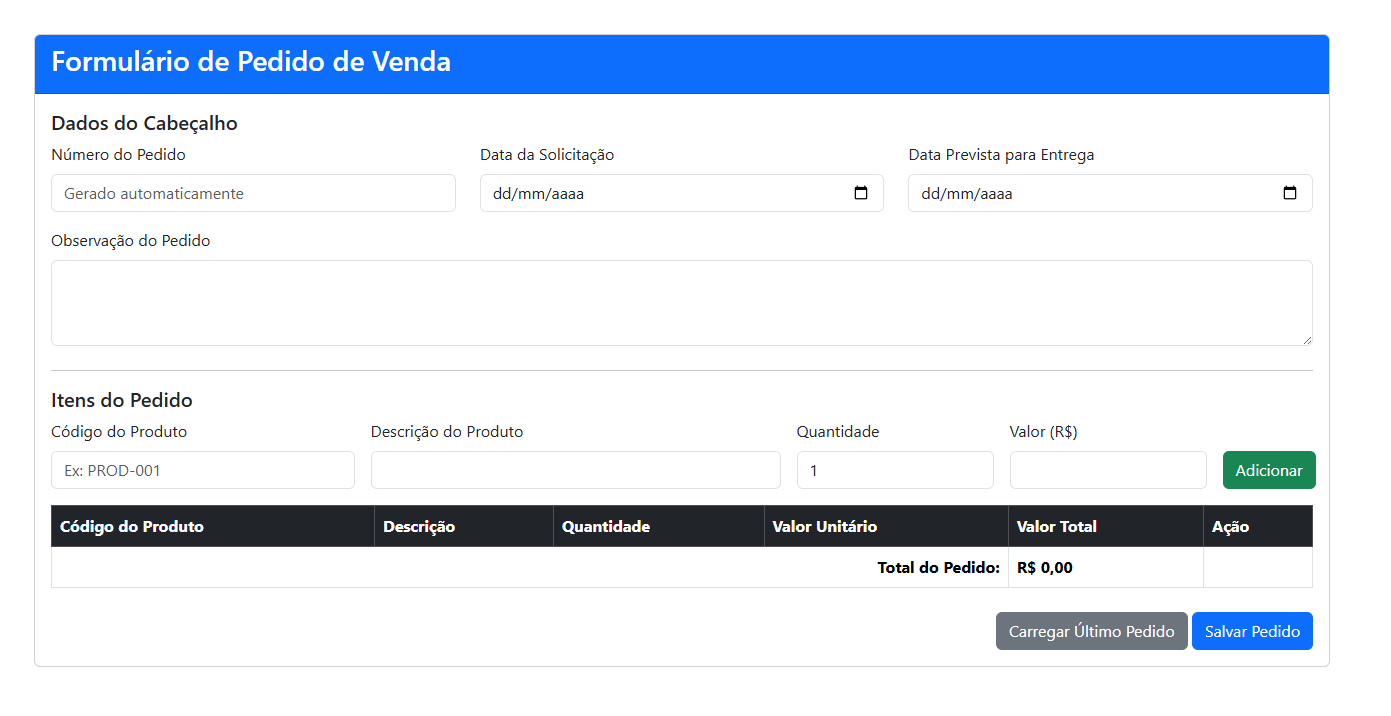 Formulário de Pedido de Venda
Dados do Cabeçalho
Número do Pedido Data da Solicitação Data Prevista para Entrega
Gerado automaticamente dd/mm/aaaa dd/mm/aaaa
Observação do Pedido
Itens do Pedido
Código do Produto Descrição do Produto Quantidade Valor (R$)
Ex: PROD-001 1 Adicionar
Código do Produto Descrição Quantidade Valor Unitário Valor Total Ação
Total do Pedido: R$ 0,00
Carregar Último Pedido Salvar Pedido